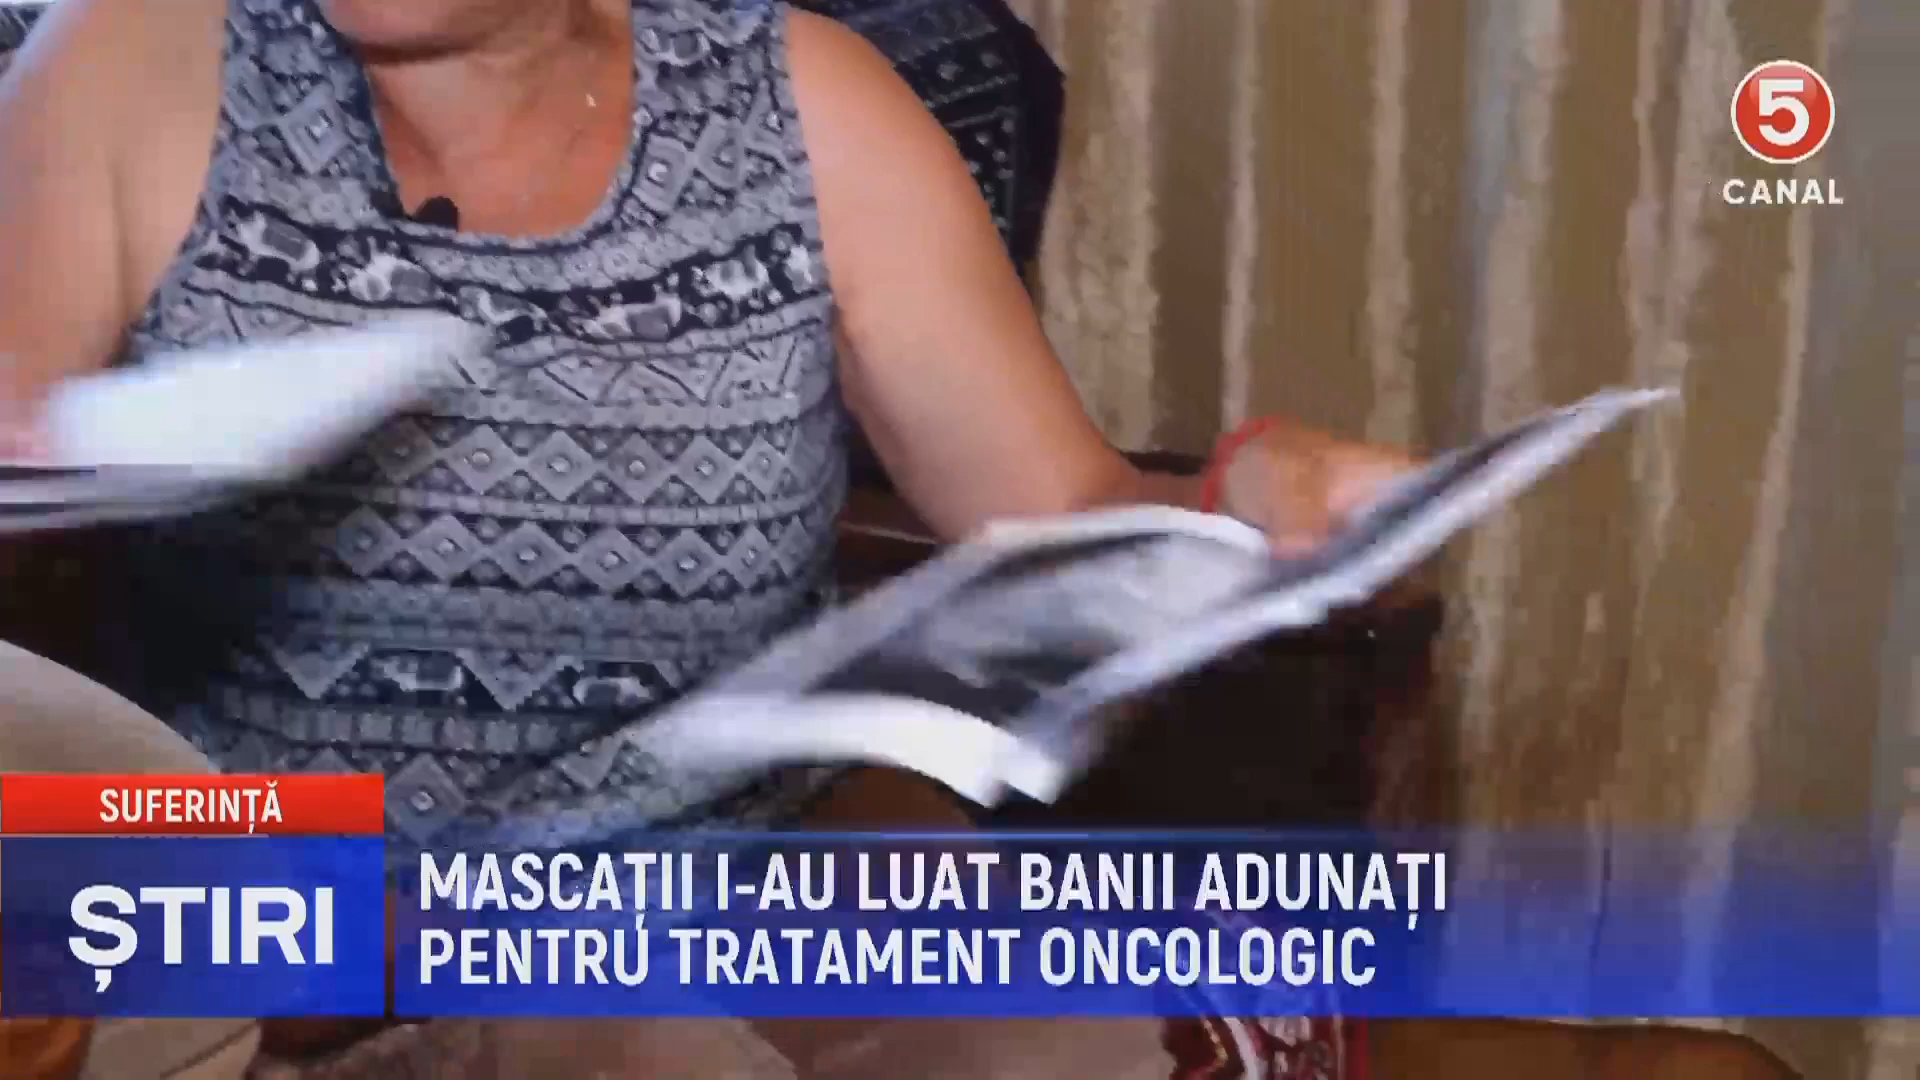 5
CANAL
SUFERINȚĂ
ȘTIRI
MASCAȚII I-AU LUAT BANII ADUNAȚI
PENTRU TRATAMENT ONCOLOGIC